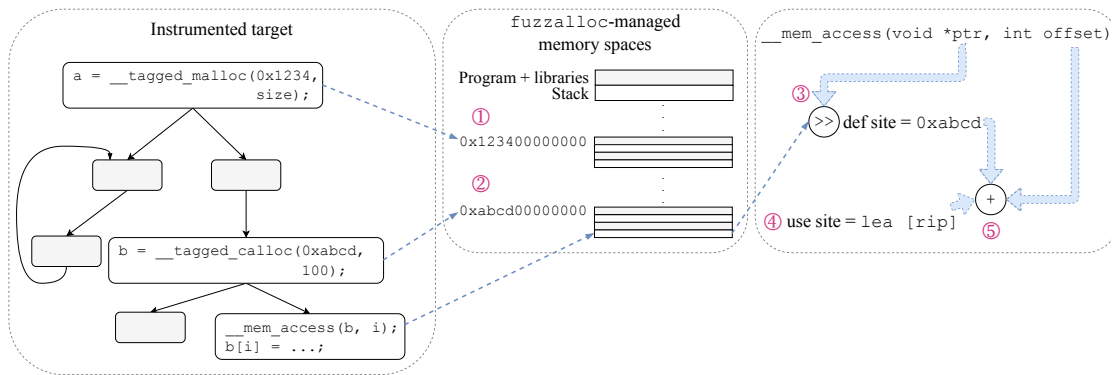 Instrumented target
a = __tagged_malloc(0x1234,
size);
b = __tagged_calloc(0xabcd,
100);
__mem_access(b, i);
b[i] = ...;
fuzzalloc-managed
memory spaces
Program + libraries
Stack
①
0x123400000000
②
0xabcd00000000
__mem_access(void *ptr, int offset)
③
>> def site = 0xabcd
+
④ use site = lea [rip]
⑤